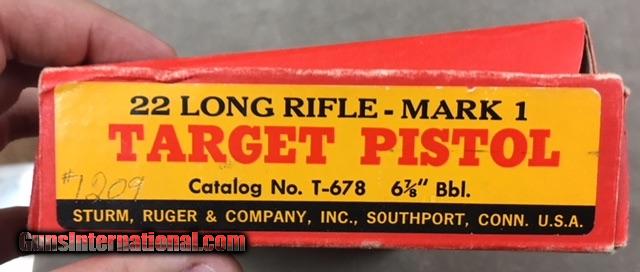 22 LONG RIFLE - MARK 1
TARGET PISTOL
#1209
Catalog No. T-678 6⅞" Bbl.
STURM, RUGER & COMPANY, INC., SOUTHPORT, CONN. U.S.A.
GunsInternational.com